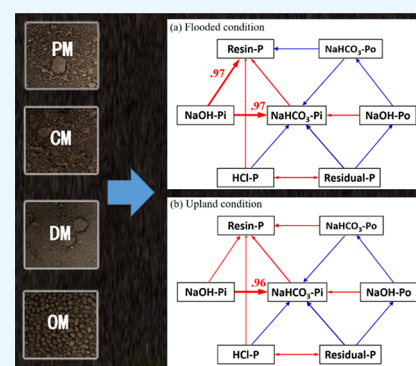 PM
CM
DM
OM
(a) Flooded condition
Resin-P
NaHCO₃-Po
.97
NaOH-Pi
.97
NaHCO₃-Pi
NaOH-Po
HCl-P
Residual-P
(b) Upland condition
Resin-P
NaHCO₃-Po
NaOH-Pi
.96
NaHCO₃-Pi
NaOH-Po
HCl-P
Residual-P